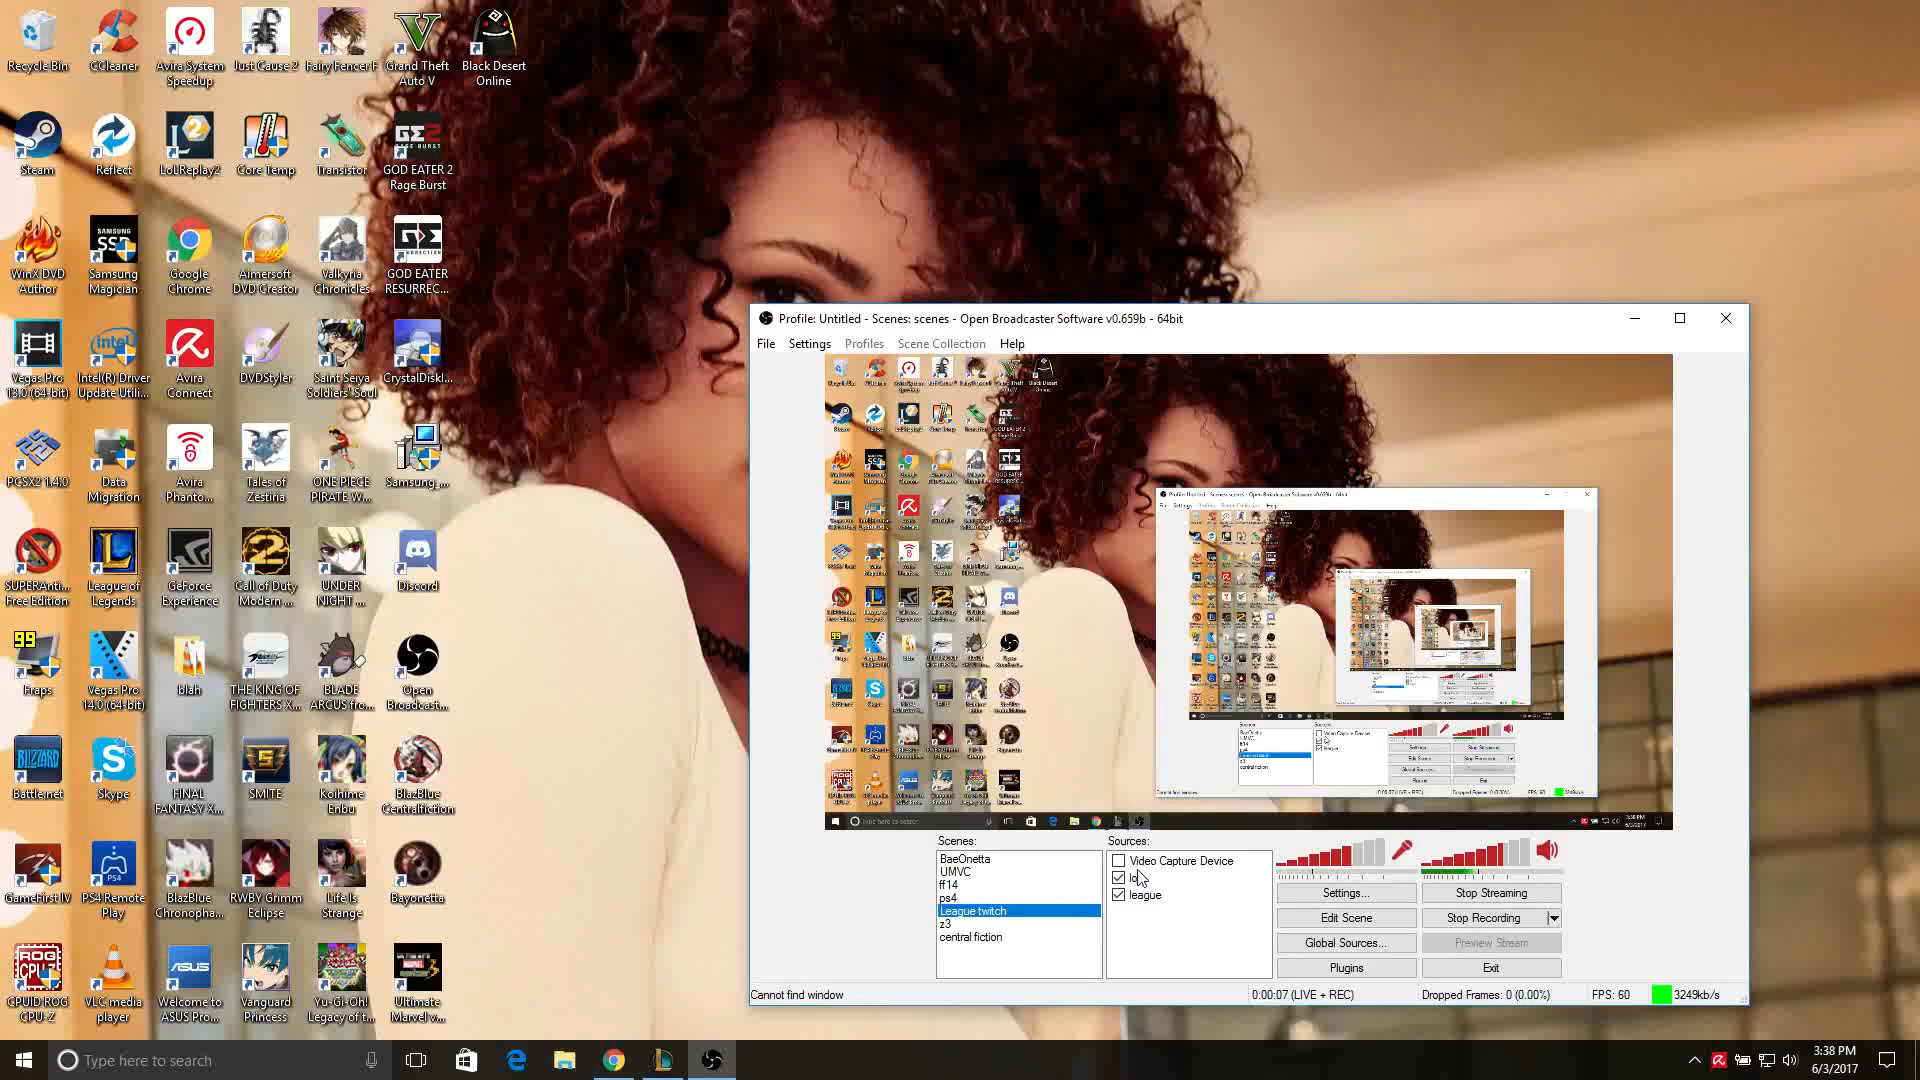 Recycle Bin
CCleaner
Avira System
Speedup
Just Cause 2
Fairy Fencer F
Grand Theft
Auto V
Black Desert
Online
Steam
Reflect
LoLReplay2
Core Temp
Transistor
GOD EATER 2
Rage Burst
WinX DVD
Author
Samsung
Magician
Google
Chrome
Aimersoft
DVD Creator
Valkyria
Chronicles
GOD EATER
RESURREC...
Vegas Pro
13.0 (64-bit)
Intel(R) Driver
Update Utili...
Avira
Connect
DVDStyler
Saint Seiya
Soldiers' Soul
CrystalDiskI...
PCSX2 1.4.0
Data
Migration
Avira
Phanto...
Tales of
Zestiria
ONE PIECE
PIRATE W...
Samsung_...
SUPERAnti...
Free Edition
League of
Legends
GeForce
Experience
Call of Duty
Modern ...
UNDER
NIGHT ...
Discord
Fraps
Vegas Pro
14.0 (64-bit)
blah
THE KING OF
FIGHTERS X...
BLADE
ARCUS fro...
Open
Broadcast...
Battle.net
Skype
FINAL
FANTASY X...
SMITE
Koihime
Enbu
BlazBlue
Centralfiction
GameFirst IV
PS4 Remote
Play
BlazBlue
Chronopha...
RWBY Grimm
Eclipse
Life Is
Strange
Bayonetta
CPUID ROG
CPU-Z
VLC media
player
Welcome to
ASUS Pro...
Vanguard
Princess
Yu-Gi-Oh!
Legacy of t...
Ultimate
Marvel v...
Profile: Untitled - Scenes: scenes - Open Broadcaster Software v0.659b - 64bit
File Settings Profiles Scene Collection Help
Scenes:
BaeOnetta
UMVC
ff14
ps4
League twitch
z3
central fiction
Sources:
Video Capture Device
league
Settings...
Stop Streaming
Edit Scene
Stop Recording
Global Sources...
Preview Stream
Plugins
Exit
Cannot find window
0:00:07 (LIVE + REC)
Dropped Frames: 0 (0.00%)
FPS: 60
3249kb/s
Type here to search
3:38 PM
6/3/2017